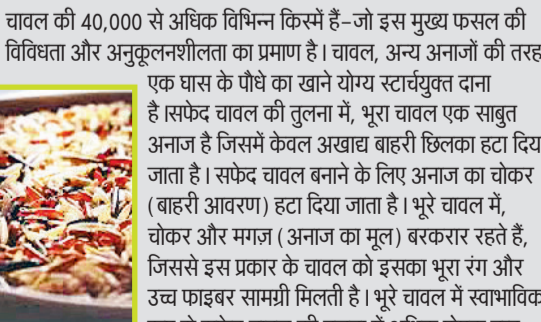 चावल की 40,000 से अधिक विभिन्न किस्में हैं–जो इस मुख्य फसल की
विविधता और अनुकूलनशीलता का प्रमाण है। चावल, अन्य अनाजों की तरह
एक घास के पौधे का खाने योग्य स्टार्चयुक्त दाना
है।सफेद चावल की तुलना में, भूरा चावल एक साबुत
अनाज है जिसमें केवल अखाद्य बाहरी छिलका हटा दिय
जाता है। सफेद चावल बनाने के लिए अनाज का चोकर
(बाहरी आवरण) हटा दिया जाता है। भूरे चावल में,
चोकर और मगज़ (अनाज का मूल) बरकरार रहते हैं,
जिससे इस प्रकार के चावल को इसका भूरा रंग और
उच्च फाइबर सामग्री मिलती है। भूरे चावल में स्वाभाविक